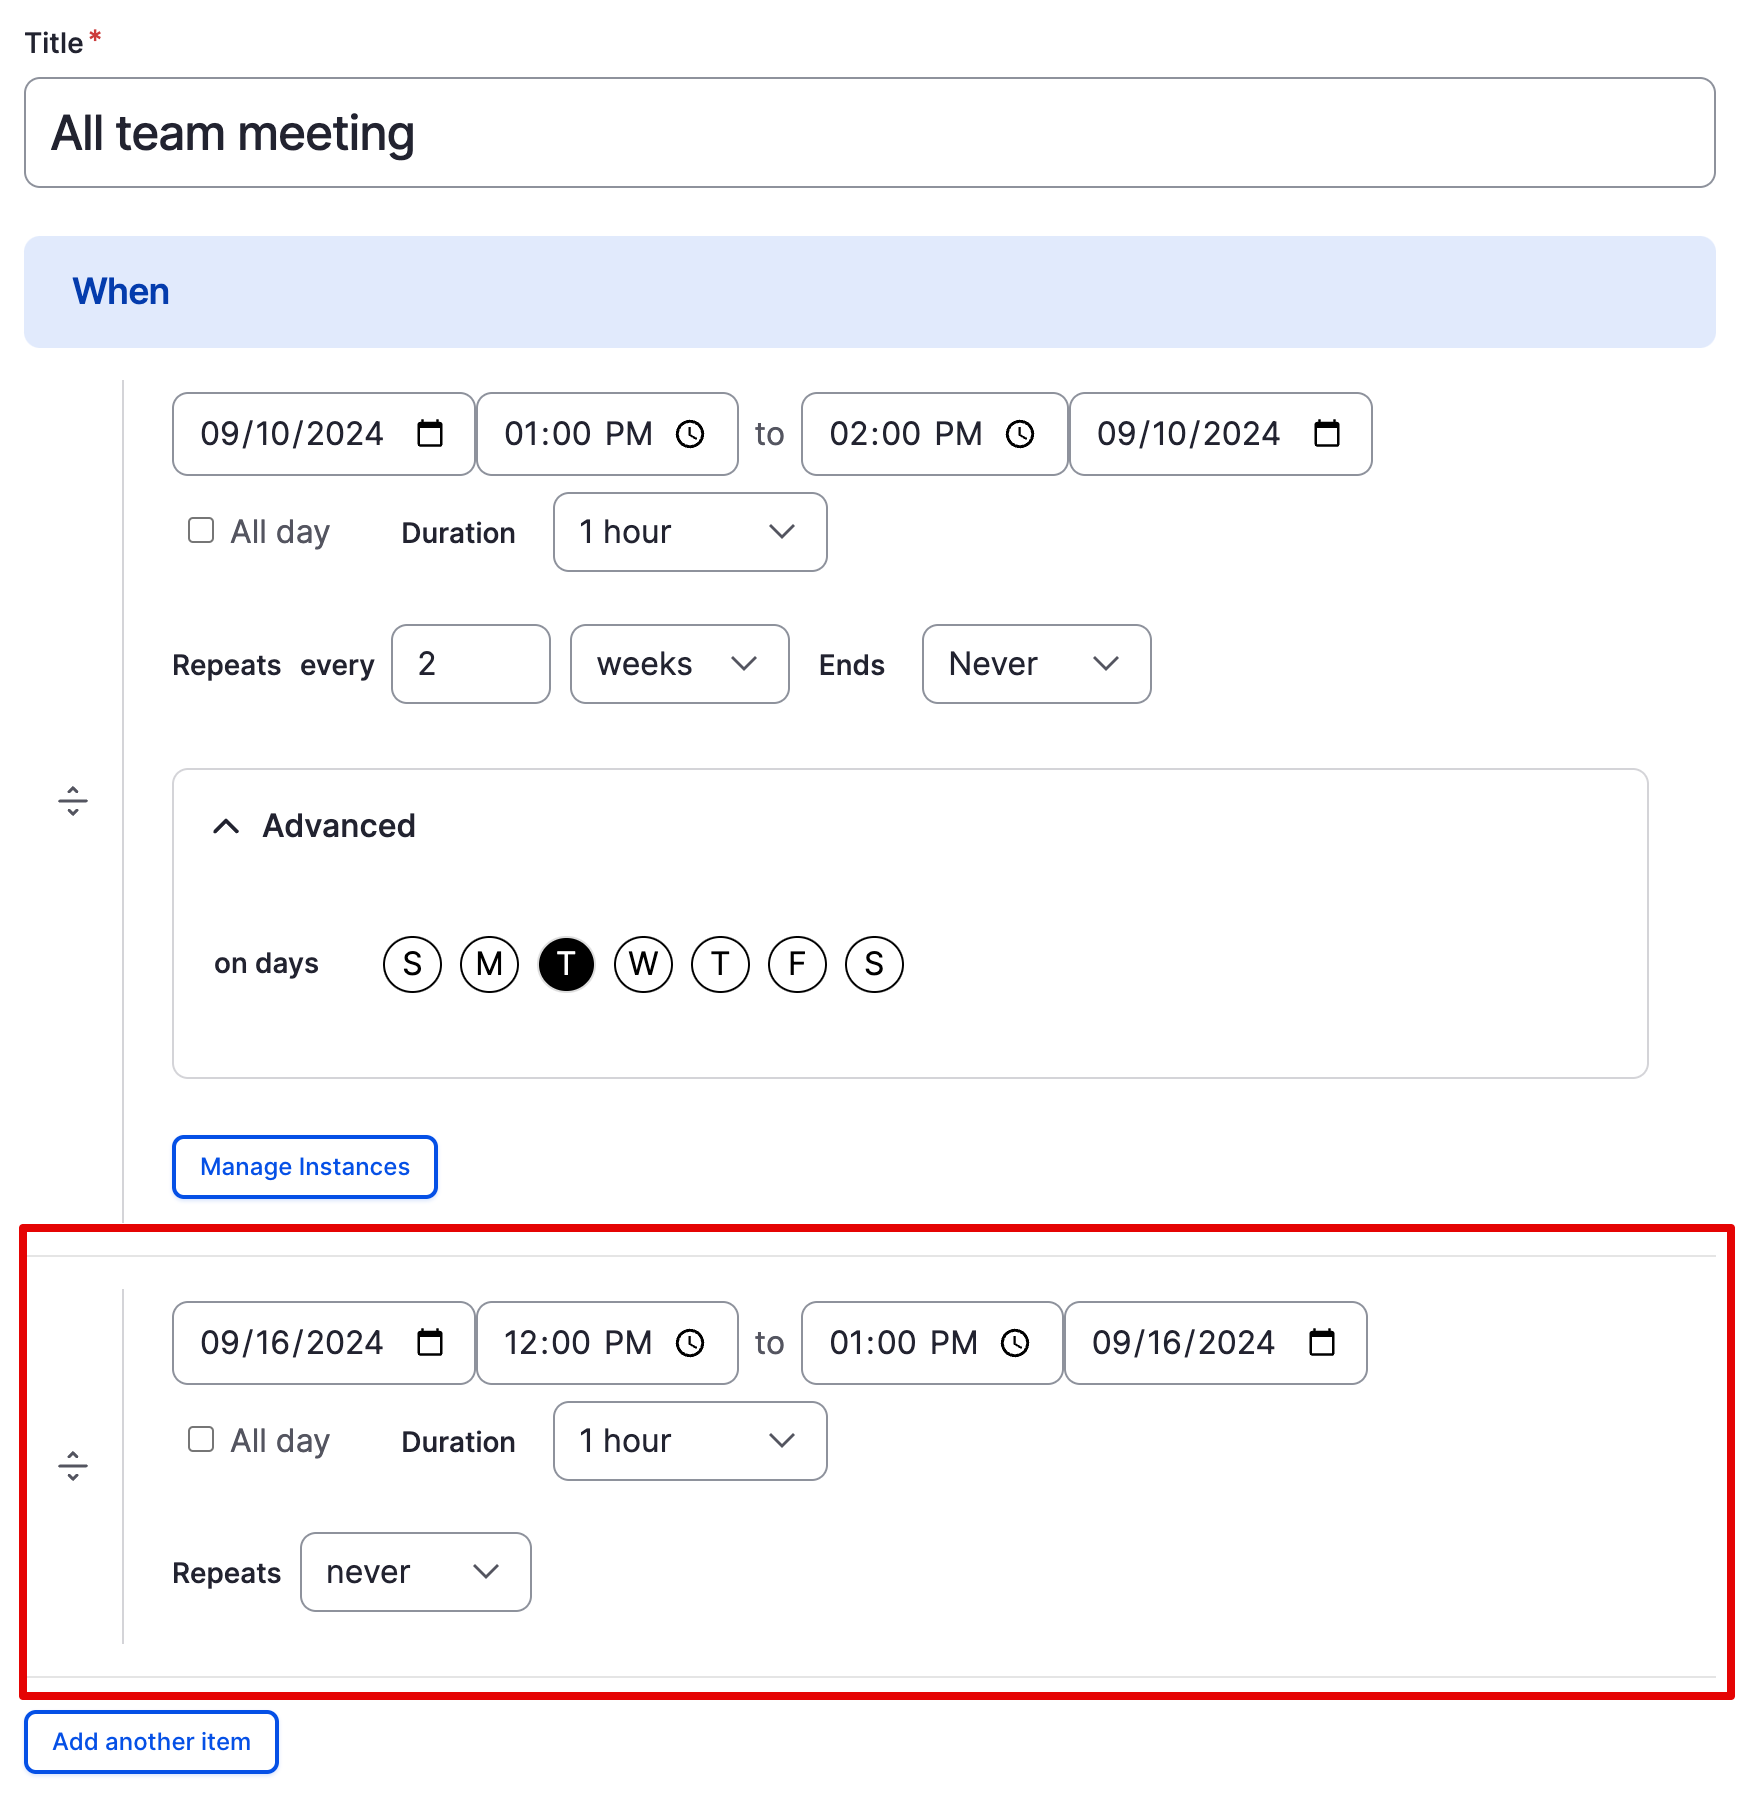 Title*
All team meeting
When
09/10/2024 01:00 PM to 02:00 PM 09/10/2024
All day Duration 1 hour
Repeats every 2 weeks Ends Never
Advanced
on days S M T W T F S
Manage Instances
09/16/2024 12:00 PM to 01:00 PM 09/16/2024
All day Duration 1 hour
Repeats never
Add another item